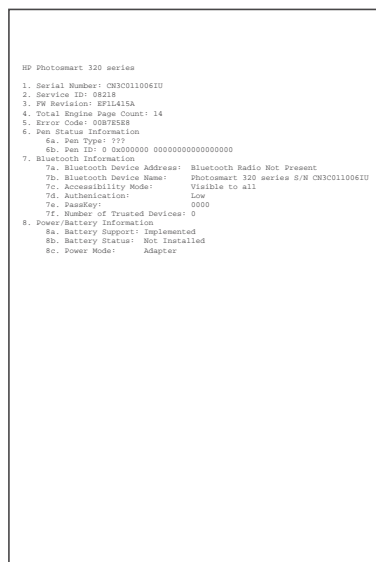 HP Photosmart 320 series
1. Serial Number: CN3C011006IU
2. Service ID: 08218
3. FW Revision: EF1L415A
4. Total Engine Page Count: 14
5. Error Code: 00B7E5E8
6. Pen Status Information
6a. Pen Type: ???
6b. Pen ID: 0 0x000000 00000000000000000
7. Bluetooth Information
7a. Bluetooth Device Address: Bluetooth Radio Not Present
7b. Bluetooth Device Name: Photosmart 320 series S/N CN3C011006IU
7c. Accessibility Mode: Visible to all
7d. Authenication: Low
7e. PassKey: 0000
7f. Number of Trusted Devices: 0
8. Power/Battery Information
8a. Battery Support: Implemented
8b. Battery Status: Not Installed
8c. Power Mode: Adapter